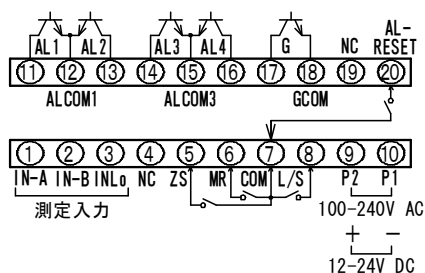 AL1 AL2 AL3 AL4 G NC AL-RESET
11 12 13 14 15 16 17 18 19 20
ALCOM1 ALCOM3 GCOM
1 2 3 4 5 6 7 8 9 10
IN-A IN-B INLo NC ZS MR COM L/S P2 P1
測定入力
100-240V AC
+ −
12-24V DC